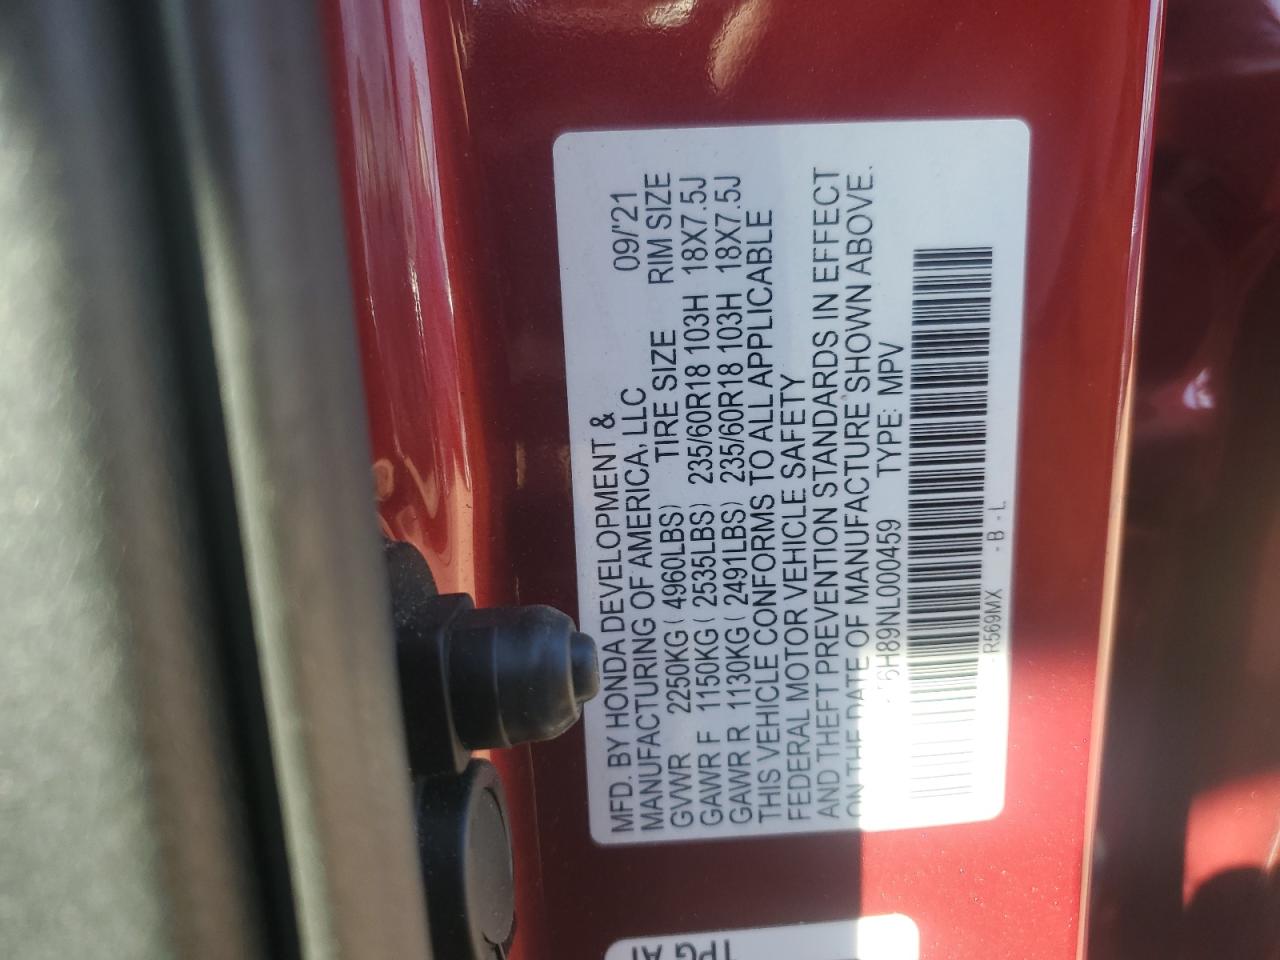 MFD. BY HONDA DEVELOPMENT &
MANUFACTURING OF AMERICA, LLC 09/'21
GVWR 2250KG ( 4960LBS) TIRE SIZE RIM SIZE
GAWR F 1150KG ( 2535LBS) 235/60R18 103H 18X7.5J
GAWR R 1130KG ( 2491LBS) 235/60R18 103H 18X7.5J
THIS VEHICLE CONFORMS TO ALL APPLICABLE
FEDERAL MOTOR VEHICLE SAFETY
AND THEFT PREVENTION STANDARDS IN EFFECT
ON THE DATE OF MANUFACTURE SHOWN ABOVE.
6H89NL000459 TYPE: MPV
R569MX - B - L